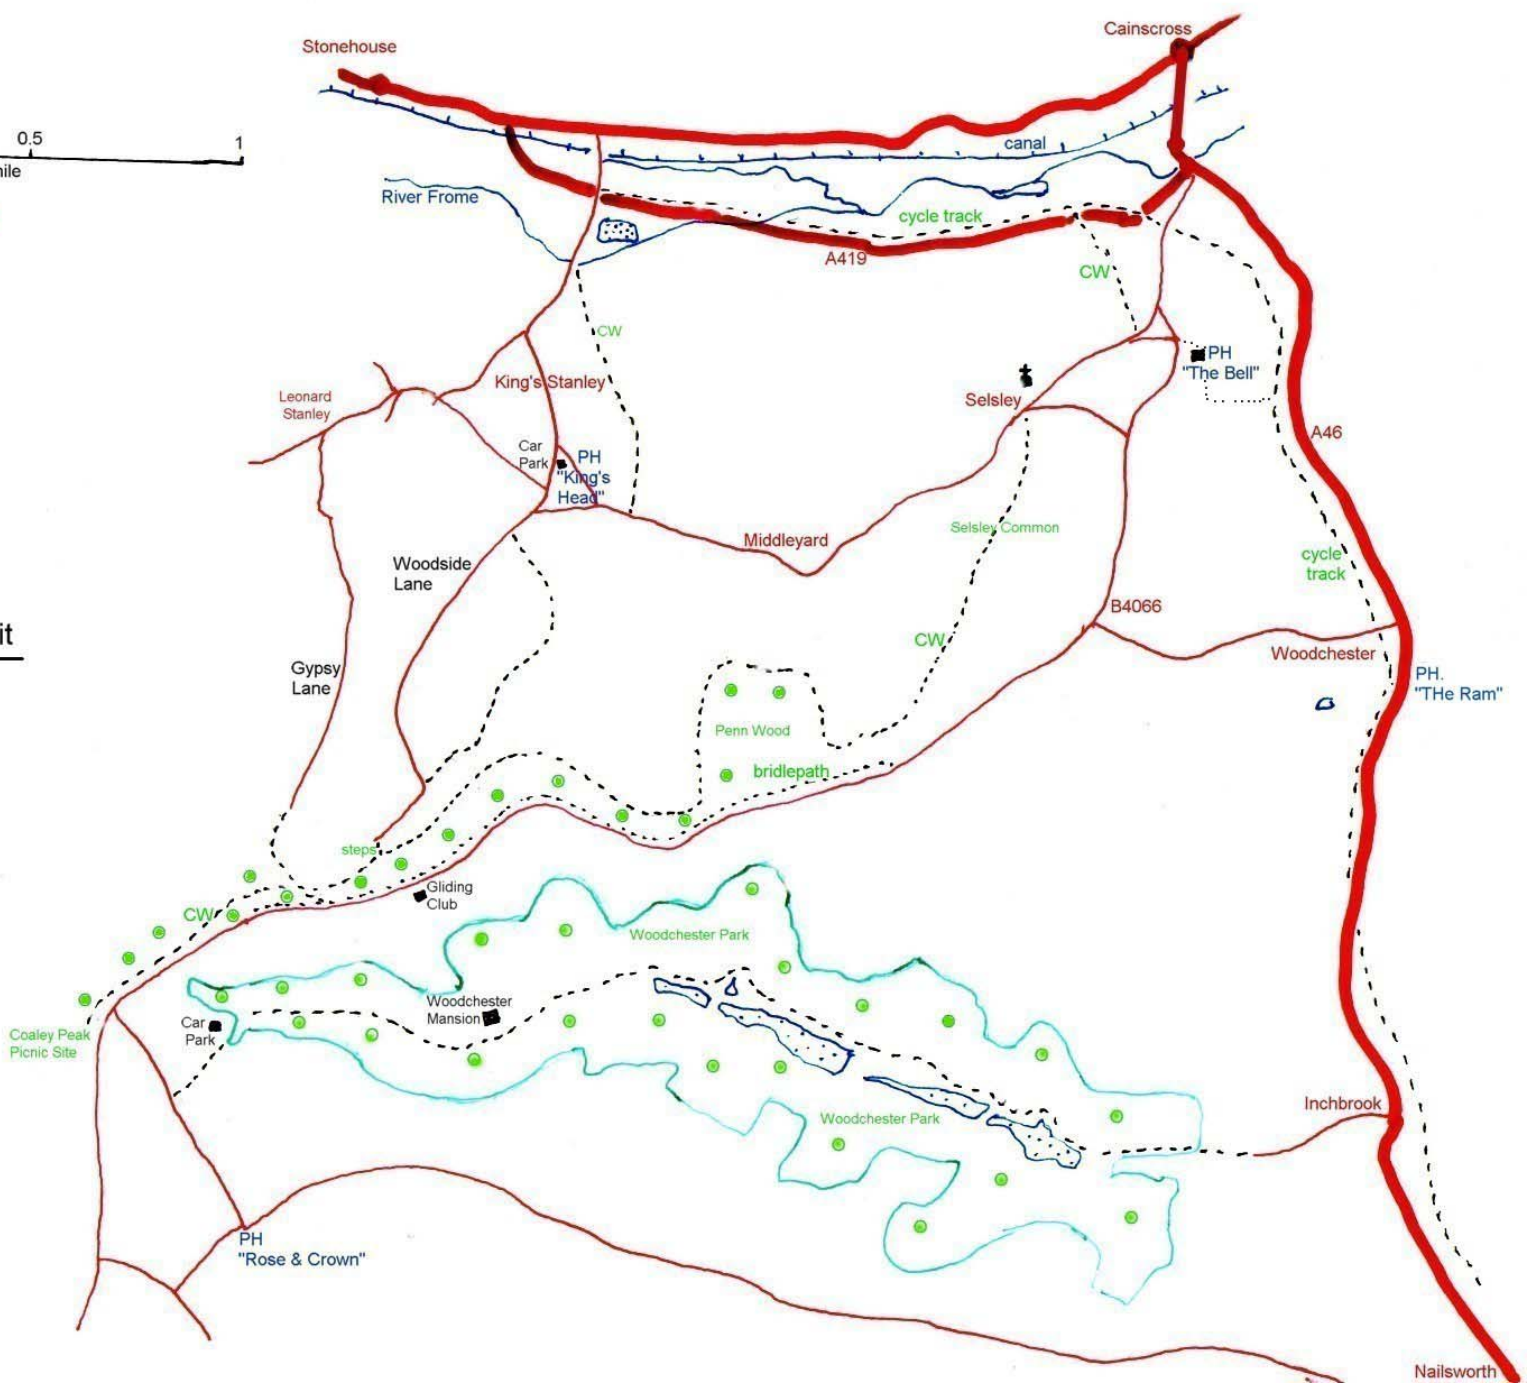 Stonehouse
Cainscross
0.5
1
canal
River Frome
cycle track
A419
CW
CW
PH
"The Bell"
King's Stanley
Leonard
Stanley
Selsley
A46
Car
Park
PH
"King's
Head"
Selsley Common
Middleyard
cycle
track
Woodside
Lane
B4066
CW
Woodchester
Gypsy
Lane
PH.
"THe Ram"
Penn Wood
bridlepath
steps
Gliding
Club
CW
Woodchester Park
Woodchester
Mansion
Car
Park
Coaley Peak
Picnic Site
Inchbrook
Woodchester Park
PH
"Rose & Crown"
Nailsworth